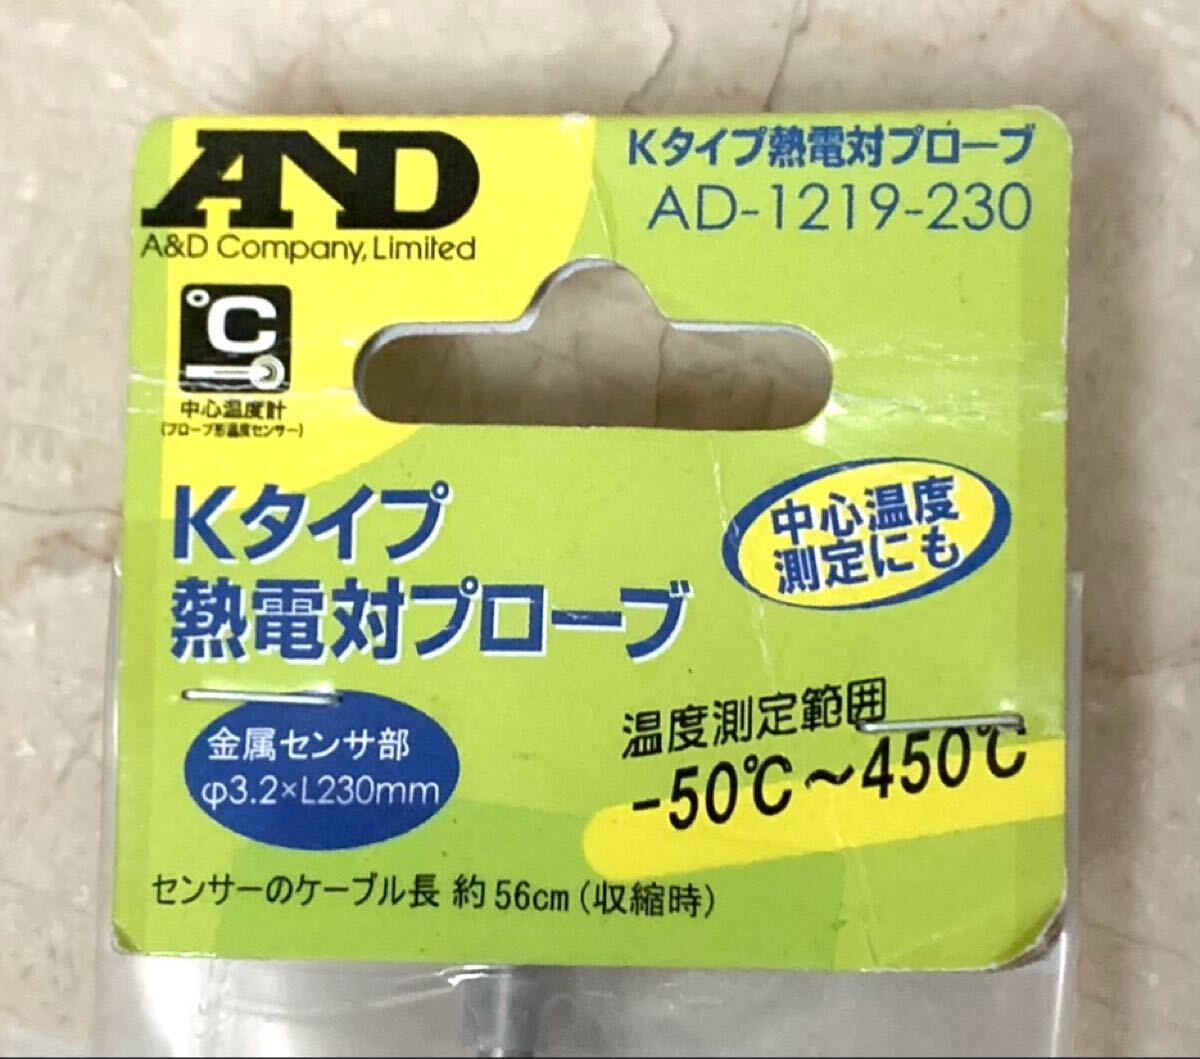 AND
A&D Company, Limited
Kタイプ熱電対プローブ
AD-1219-230
℃
中心温度計
(プローブ形温度センサー)
Kタイプ
熱電対プローブ
中心温度
測定にも
金属センサ部
φ3.2×L230mm
温度測定範囲
-50℃～450℃
センサーのケーブル長 約56cm(収縮時)